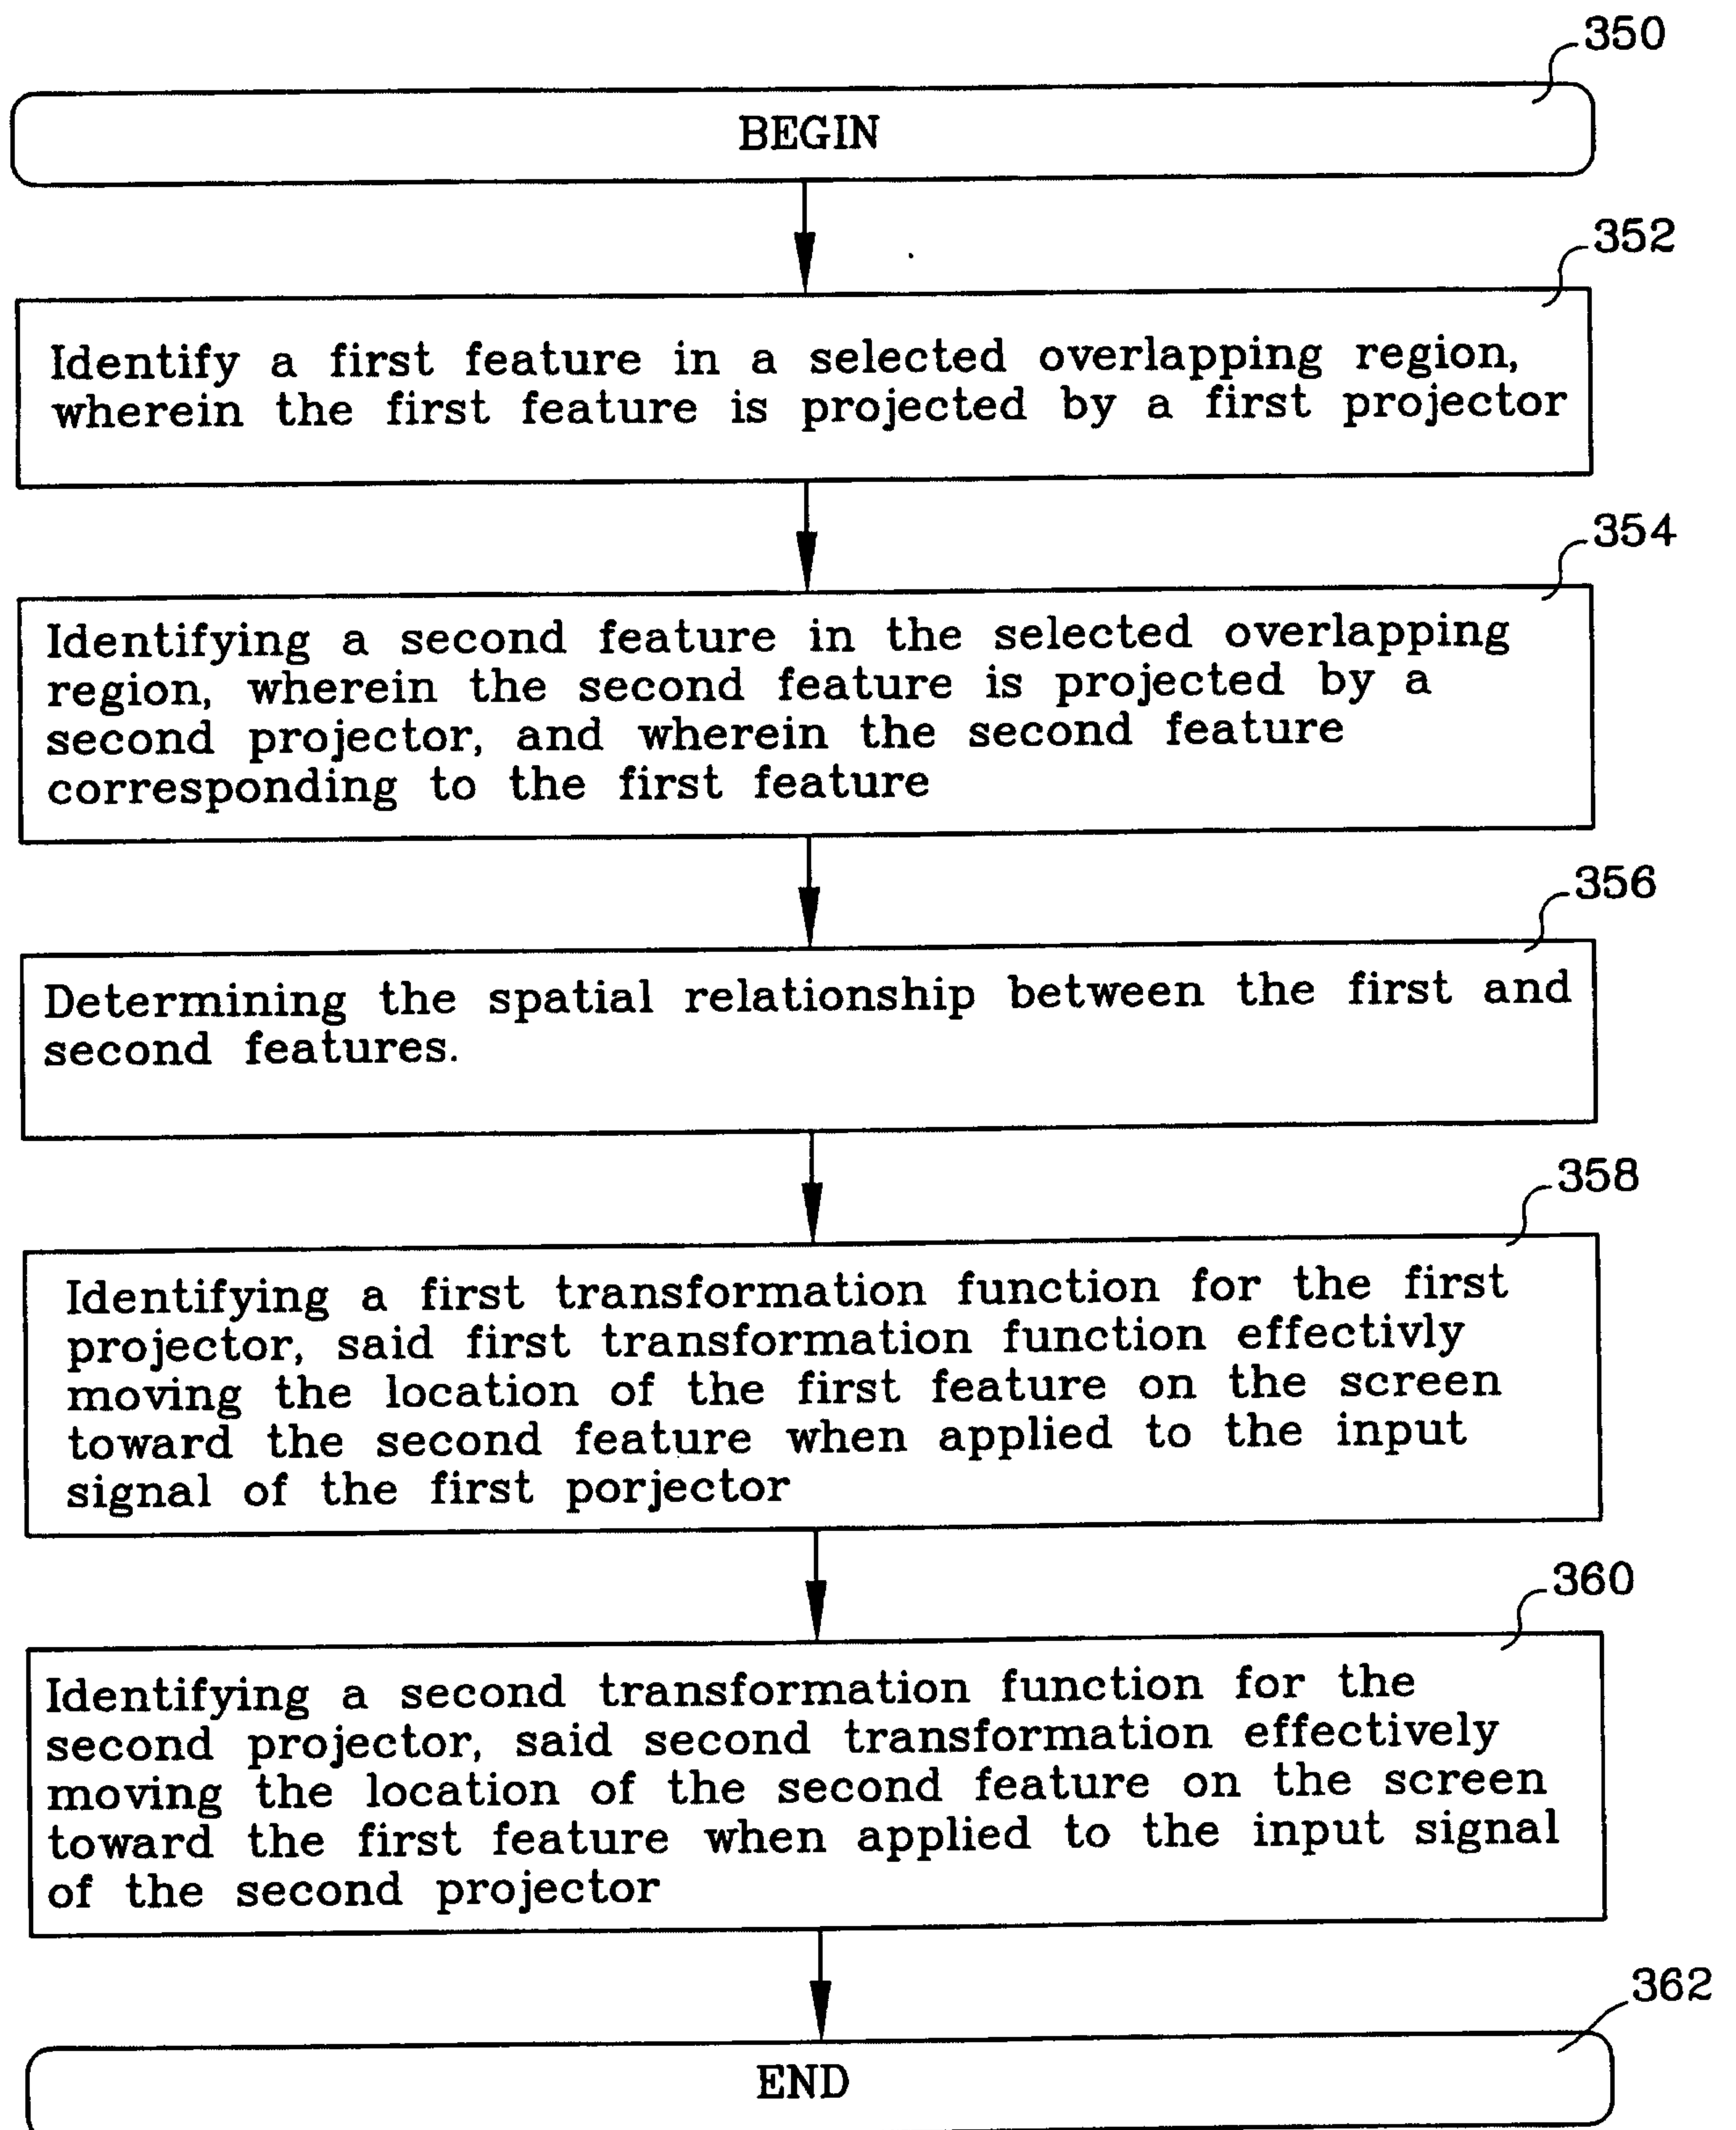 350
BEGIN
352
Identify a first feature in a selected overlapping region,
wherein the first feature is projected by a first projector
354
Identifying a second feature in the selected overlapping
region, wherein the second feature is projected by a
second projector, and wherein the second feature
corresponding to the first feature
356
Determining the spatial relationship between the first and
second features.
358
Identifying a first transformation function for the first
projector, said first transformation function effectivly
moving the location of the first feature on the screen
toward the second feature when applied to the input
signal of the first porjector
360
Identifying a second transformation function for the
second projector, said second transformation effectively
moving the location of the second feature on the screen
toward the first feature when applied to the input signal
of the second projector
362
END